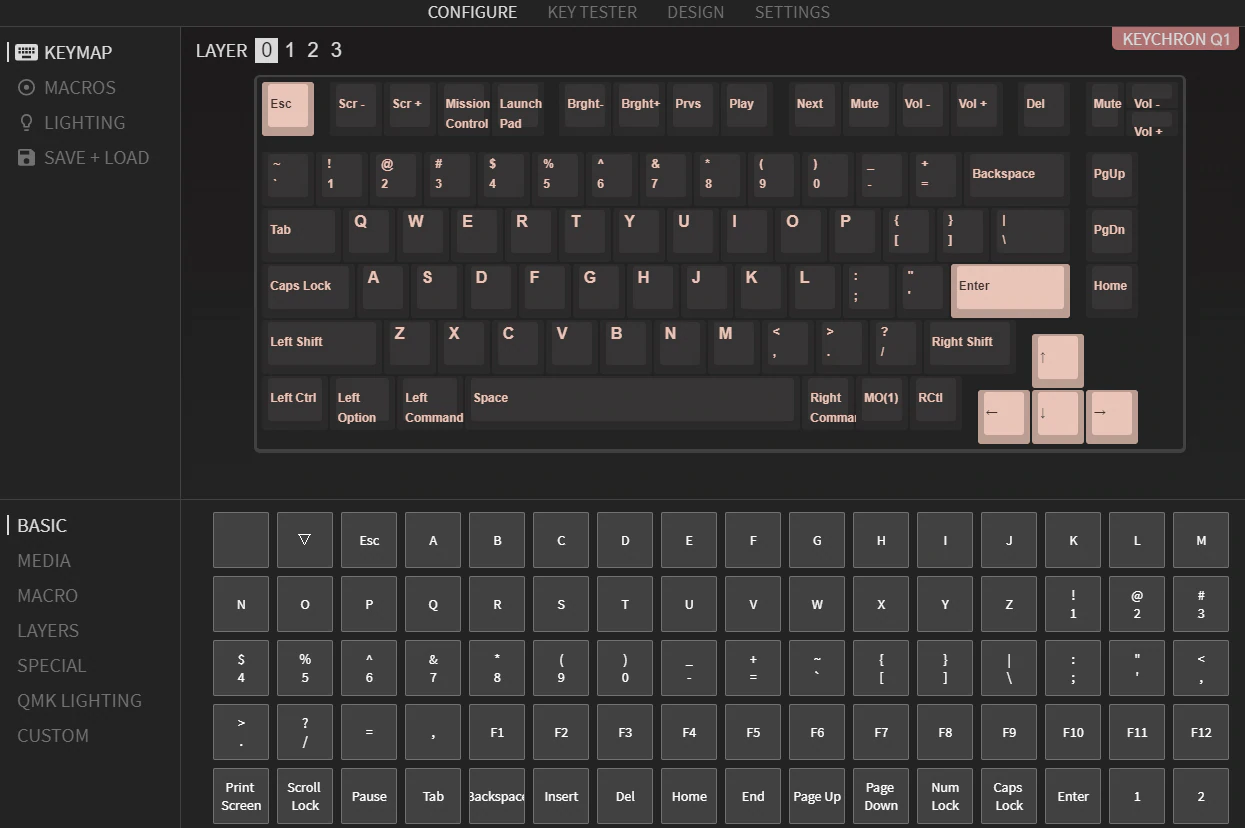 CONFIGURE KEY TESTER DESIGN SETTINGS
KEYCHRON Q1
KEYMAP
MACROS
LIGHTING
SAVE + LOAD
LAYER 0 1 2 3
Esc Scr - Scr + Mission Control Launch Pad Brght- Brght+ Prvs Play Next Mute Vol - Vol + Del Mute Vol - Vol +
~ ` ! 1 @ 2 # 3 $ 4 % 5 ^ 6 & 7 * 8 ( 9 ) 0 _ - + = Backspace PgUp
Tab Q W E R T Y U I O P { [ } ] | \ PgDn
Caps Lock A S D F G H J K L : ; " ' Enter Home
Left Shift Z X C V B N M < , > . ? / Right Shift ↑
Left Ctrl Left Option Left Command Space Right Comma MO(1) RCtl ← ↓ →
BASIC
MEDIA
MACRO
LAYERS
SPECIAL
QMK LIGHTING
CUSTOM
▽ Esc A B C D E F G H I J K L M
N O P Q R S T U V W X Y Z ! 1 @ 2 # 3
$ 4 % 5 ^ 6 & 7 * 8 ( 9 ) 0 _ - + = ~ ` { [ } ] | \ : ; " ' < ,
> . ? / = , F1 F2 F3 F4 F5 F6 F7 F8 F9 F10 F11 F12
Print Screen Scroll Lock Pause Tab Backspace Insert Del Home End Page Up Page Down Num Lock Caps Lock Enter 1 2